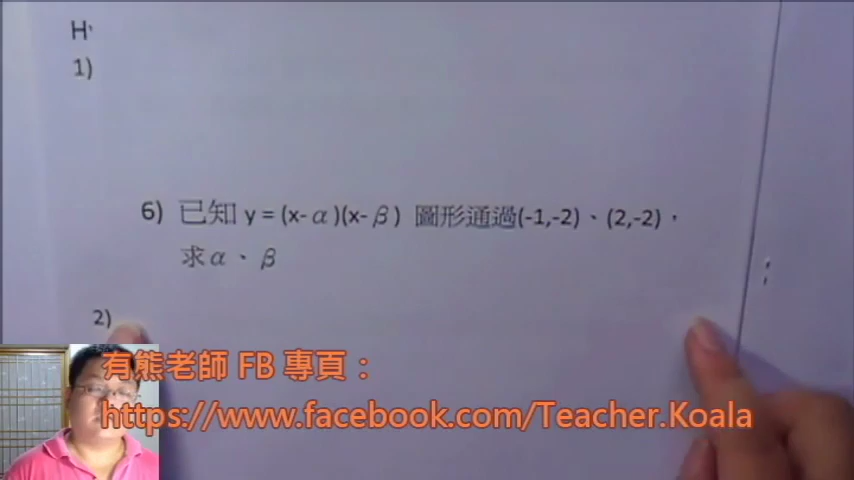 H
1)
6) 已知 y = (x-α)(x-β) 圖形通過(-1,-2)、(2,-2)，
求α、β
2)
有熊老師 FB 專頁：
https://www.facebook.com/Teacher.Koala